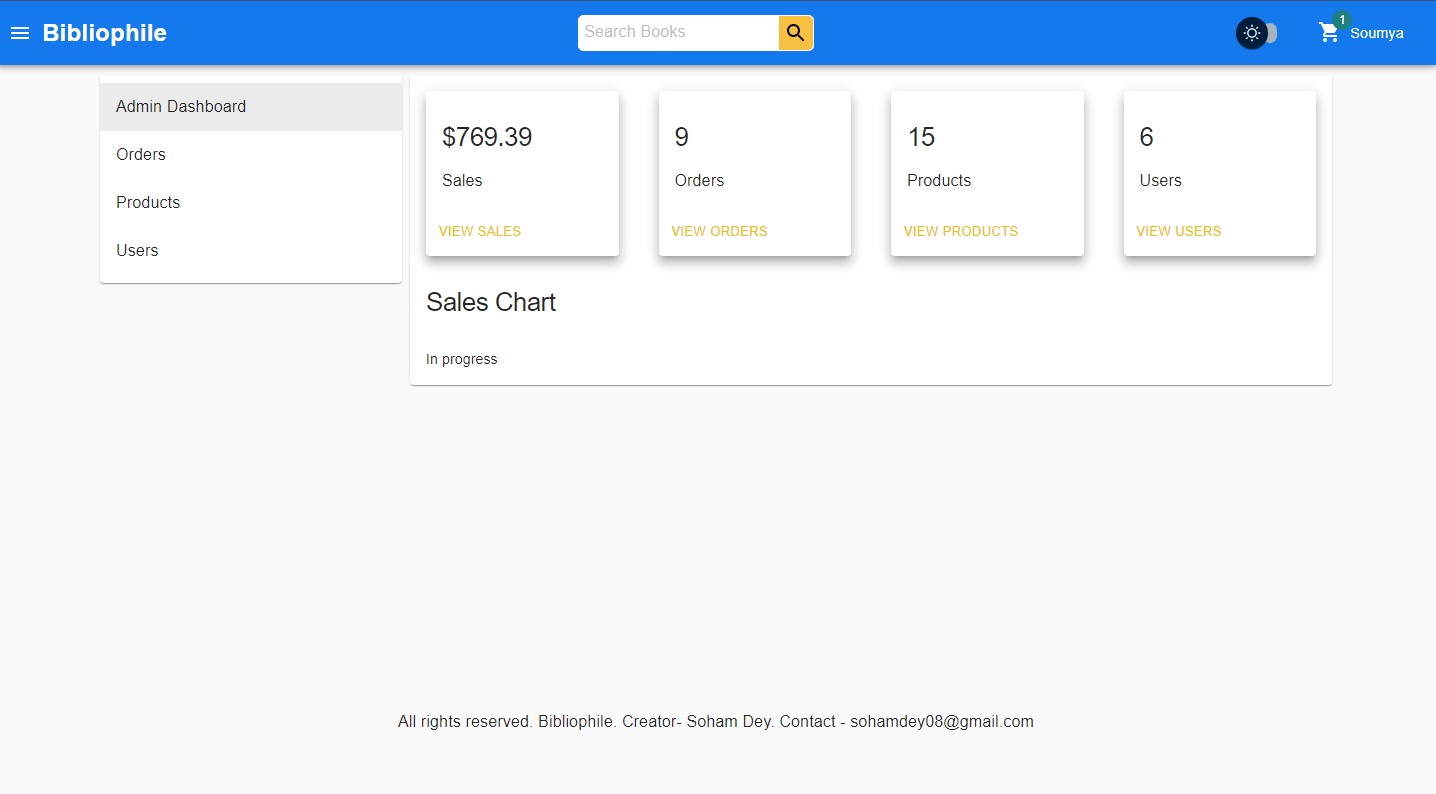 Bibliophile
Search Books
1
Soumya
Admin Dashboard
Orders
Products
Users
$769.39
Sales
VIEW SALES
9
Orders
VIEW ORDERS
15
Products
VIEW PRODUCTS
6
Users
VIEW USERS
Sales Chart
In progress
All rights reserved. Bibliophile. Creator- Soham Dey. Contact - sohamdey08@gmail.com